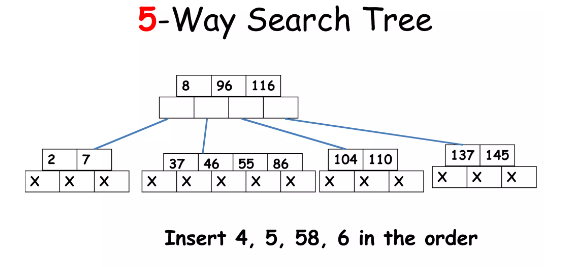 5-Way Search Tree
8 96 116
2 7
37 46 55 86
104 110
137 145
X X X
X X X X X
X X X
X X X
Insert 4, 5, 58, 6 in the order